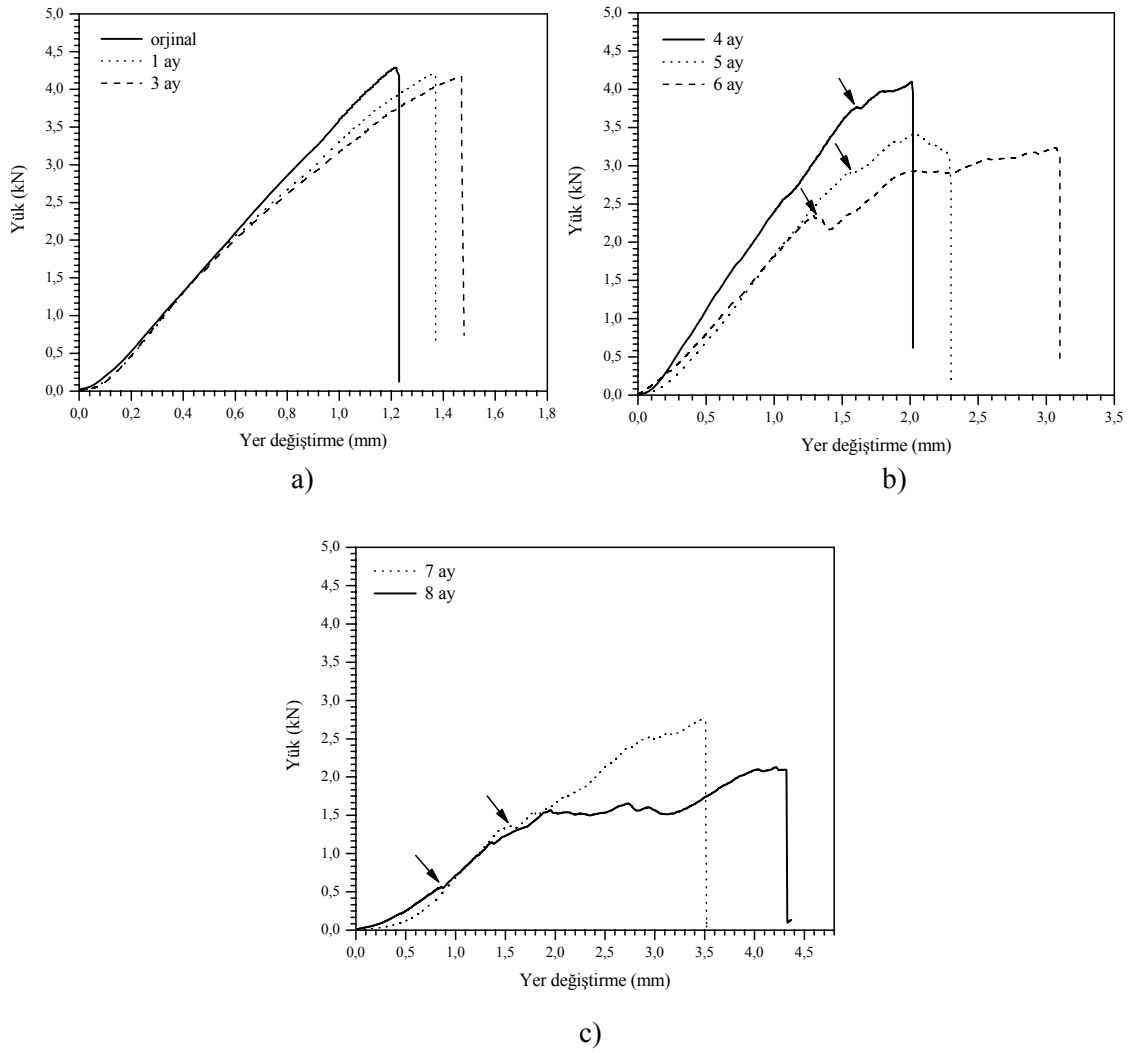 5,0
4,5
4,0
3,5
3,0
2,5
2,0
1,5
1,0
0,5
0,0
Yük (kN)
orjinal
1 ay
3 ay
0,0 0,2 0,4 0,6 0,8 1,0 1,2 1,4 1,6 1,8
Yer değiştirme (mm)
a)
5,0
4,5
4,0
3,5
3,0
2,5
2,0
1,5
1,0
0,5
0,0
Yük (kN)
4 ay
5 ay
6 ay
0,0 0,5 1,0 1,5 2,0 2,5 3,0 3,5
Yer değiştirme (mm)
b)
5,0
4,5
4,0
3,5
3,0
2,5
2,0
1,5
1,0
0,5
0,0
Yük (kN)
7 ay
8 ay
0,0 0,5 1,0 1,5 2,0 2,5 3,0 3,5 4,0 4,5
Yer değiştirme (mm)
c)